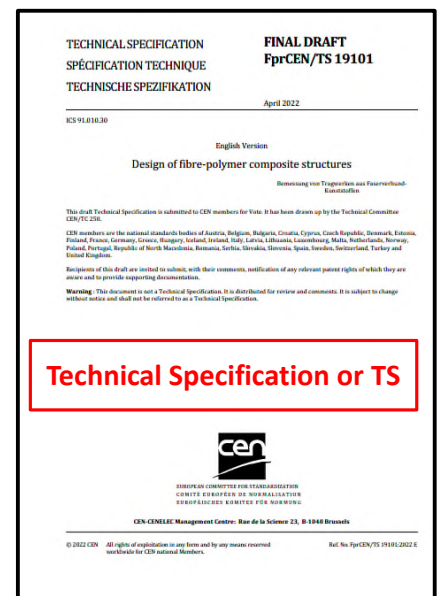 TECHNICAL SPECIFICATION
SPÉCIFICATION TECHNIQUE
TECHNISCHE SPEZIFIKATION
FINAL DRAFT
FprCEN/TS 19101
April 2022
ICS 91.010.30
English Version
Design of fibre-polymer composite structures
Bemessung von Tragwerken aus Faserverbund-
Kunststoffen
This draft Technical Specification is submitted to CEN members for Vote. It has been drawn up by the Technical Committee
CEN/TC 250.
CEN members are the national standards bodies of Austria, Belgium, Bulgaria, Croatia, Cyprus, Czech Republic, Denmark, Estonia,
Finland, France, Germany, Greece, Hungary, Iceland, Ireland, Italy, Latvia, Lithuania, Luxembourg, Malta, Netherlands, Norway,
Poland, Portugal, Republic of North Macedonia, Romania, Serbia, Slovakia, Slovenia, Spain, Sweden, Switzerland, Turkey and
United Kingdom.
Recipients of this draft are invited to submit, with their comments, notification of any relevant patent rights of which they are
aware and to provide supporting documentation.
Warning : This document is not a Technical Specification. It is distributed for review and comments. It is subject to change
without notice and shall not be referred to as a Technical Specification.
Technical Specification or TS
cen
EUROPEAN COMMITTEE FOR STANDARDIZATION
COMITÉ EUROPÉEN DE NORMALISATION
EUROPÄISCHES KOMITEE FÜR NORMUNG
CEN-CENELEC Management Centre: Rue de la Science 23, B-1040 Brussels
© 2022 CEN All rights of exploitation in any form and by any means reserved
worldwide for CEN national Members.
Ref. No. FprCEN/TS 19101:2022 E